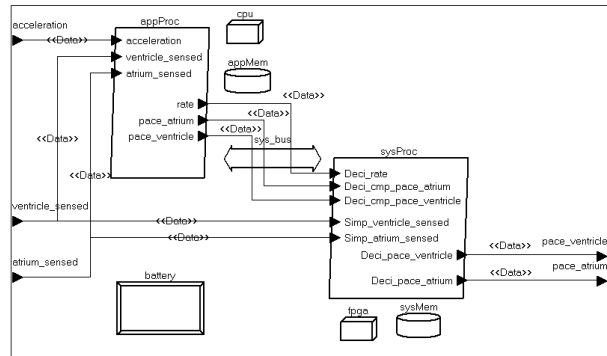 acceleration
<<Data>>
appProc
acceleration
ventricle_sensed
atrium_sensed
rate
pace_atrium
pace_ventricle
cpu
appMem
<<Data>>
<<Data>>
<<Data>>
sys_bus
<<Data>>
<<Data>>
sysProc
Deci_rate
Deci_cmp_pace_atrium
Deci_cmp_pace_ventricle
Simp_ventricle_sensed
Simp_atrium_sensed
Deci_pace_ventricle
Deci_pace_atrium
ventricle_sensed
<<Data>>
<<Data>>
atrium_sensed
<<Data>>
pace_ventricle
<<Data>>
pace_atrium
battery
fpga
sysMem